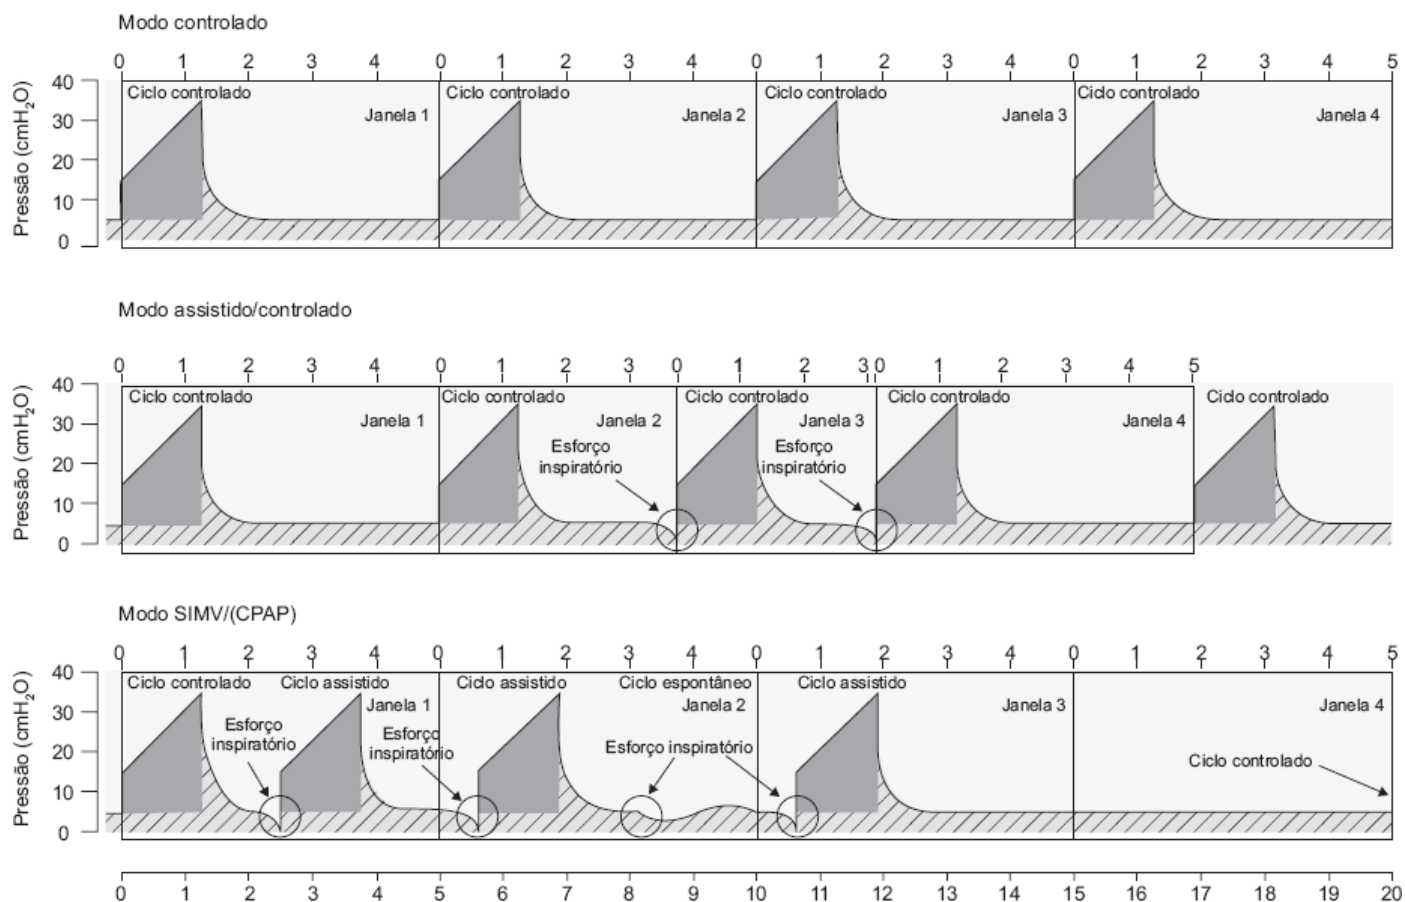 Modo controlado
0 1 2 3 4 0 1 2 3 4 0 1 2 3 4 0 1 2 3 4 5
Pressão (cmH₂O)
40
30
20
10
0
Ciclo controlado
Janela 1
Ciclo controlado
Janela 2
Ciclo controlado
Janela 3
Ciclo controlado
Janela 4
Modo assistido/controlado
0 1 2 3 4 0 1 2 3 0 1 2 3 0 1 2 3 4 5
Pressão (cmH₂O)
40
30
20
10
0
Ciclo controlado
Janela 1
Ciclo controlado
Janela 2
Esforço
inspiratório
Ciclo controlado
Janela 3
Esforço
inspiratório
Ciclo controlado
Janela 4
Ciclo controlado
Modo SIMV/(CPAP)
0 1 2 3 4 0 1 2 3 0 1 2 3 0 1 2 3 4 5
Pressão (cmH₂O)
40
30
20
10
0
Ciclo controlado
Esforço
inspiratório
Ciclo assistido
Janela 1
Esforço
inspiratório
Ciclo assistido
Ciclo espontâneo
Janela 2
Esforço inspiratório
Ciclo assistido
Janela 3
Janela 4
Ciclo controlado
0 1 2 3 4 5 6 7 8 9 10 11 12 13 14 15 16 17 18 19 20